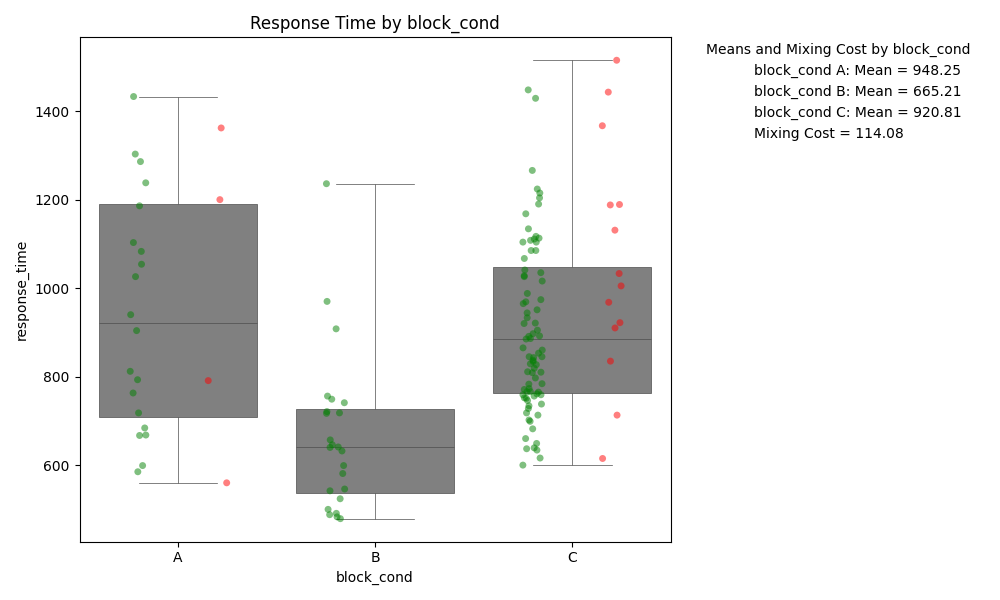 Response Time by block_cond
Means and Mixing Cost by block_cond
block_cond A: Mean = 948.25
block_cond B: Mean = 665.21
block_cond C: Mean = 920.81
Mixing Cost = 114.08
response_time
1400
1200
1000
800
600
A
B
C
block_cond